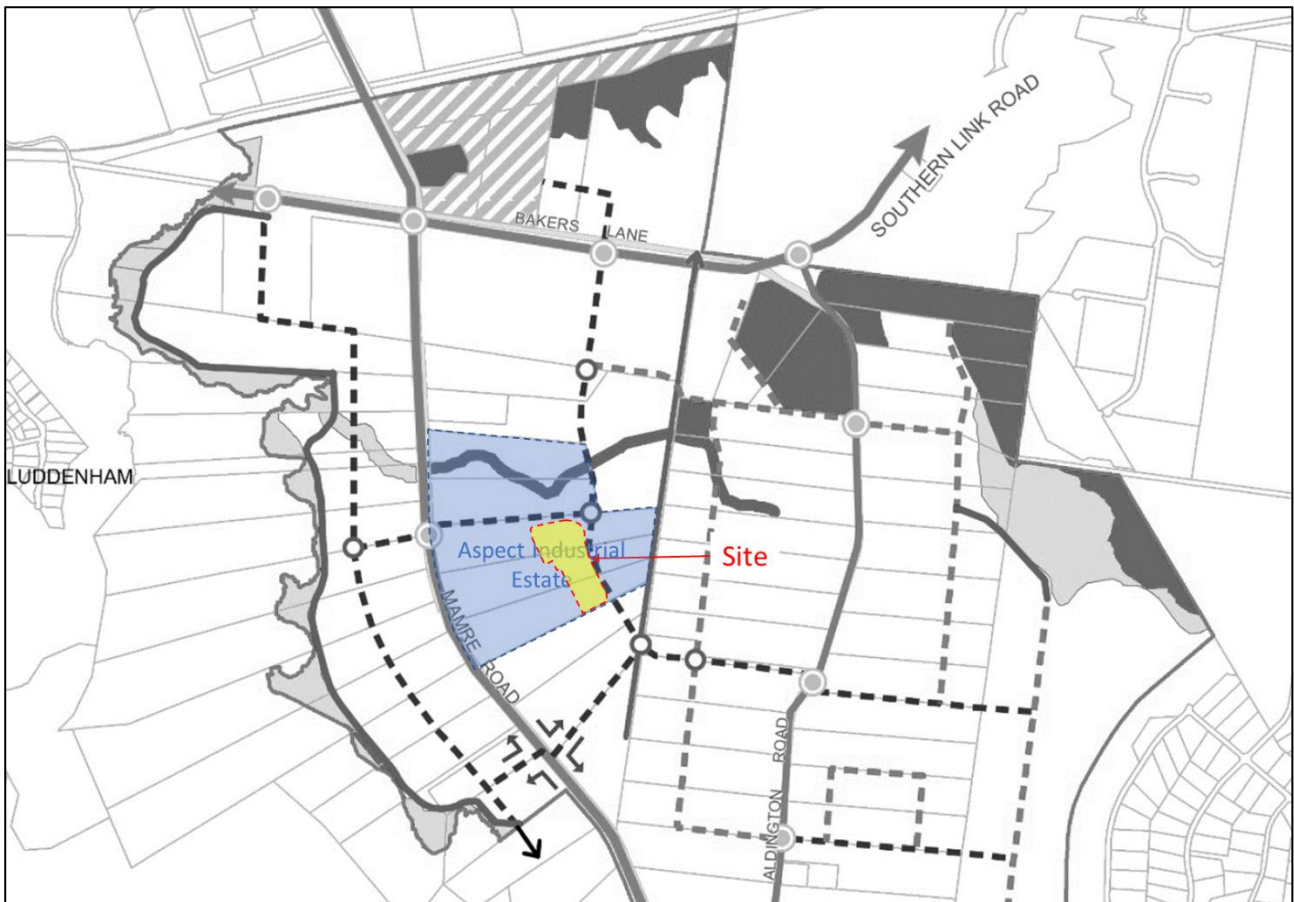 SOUTHERN LINK ROAD
BAKERS LANE
LUDDENHAM
Aspect Industrial
Estate
Site
MAMRE ROAD
ALDINGTON ROAD